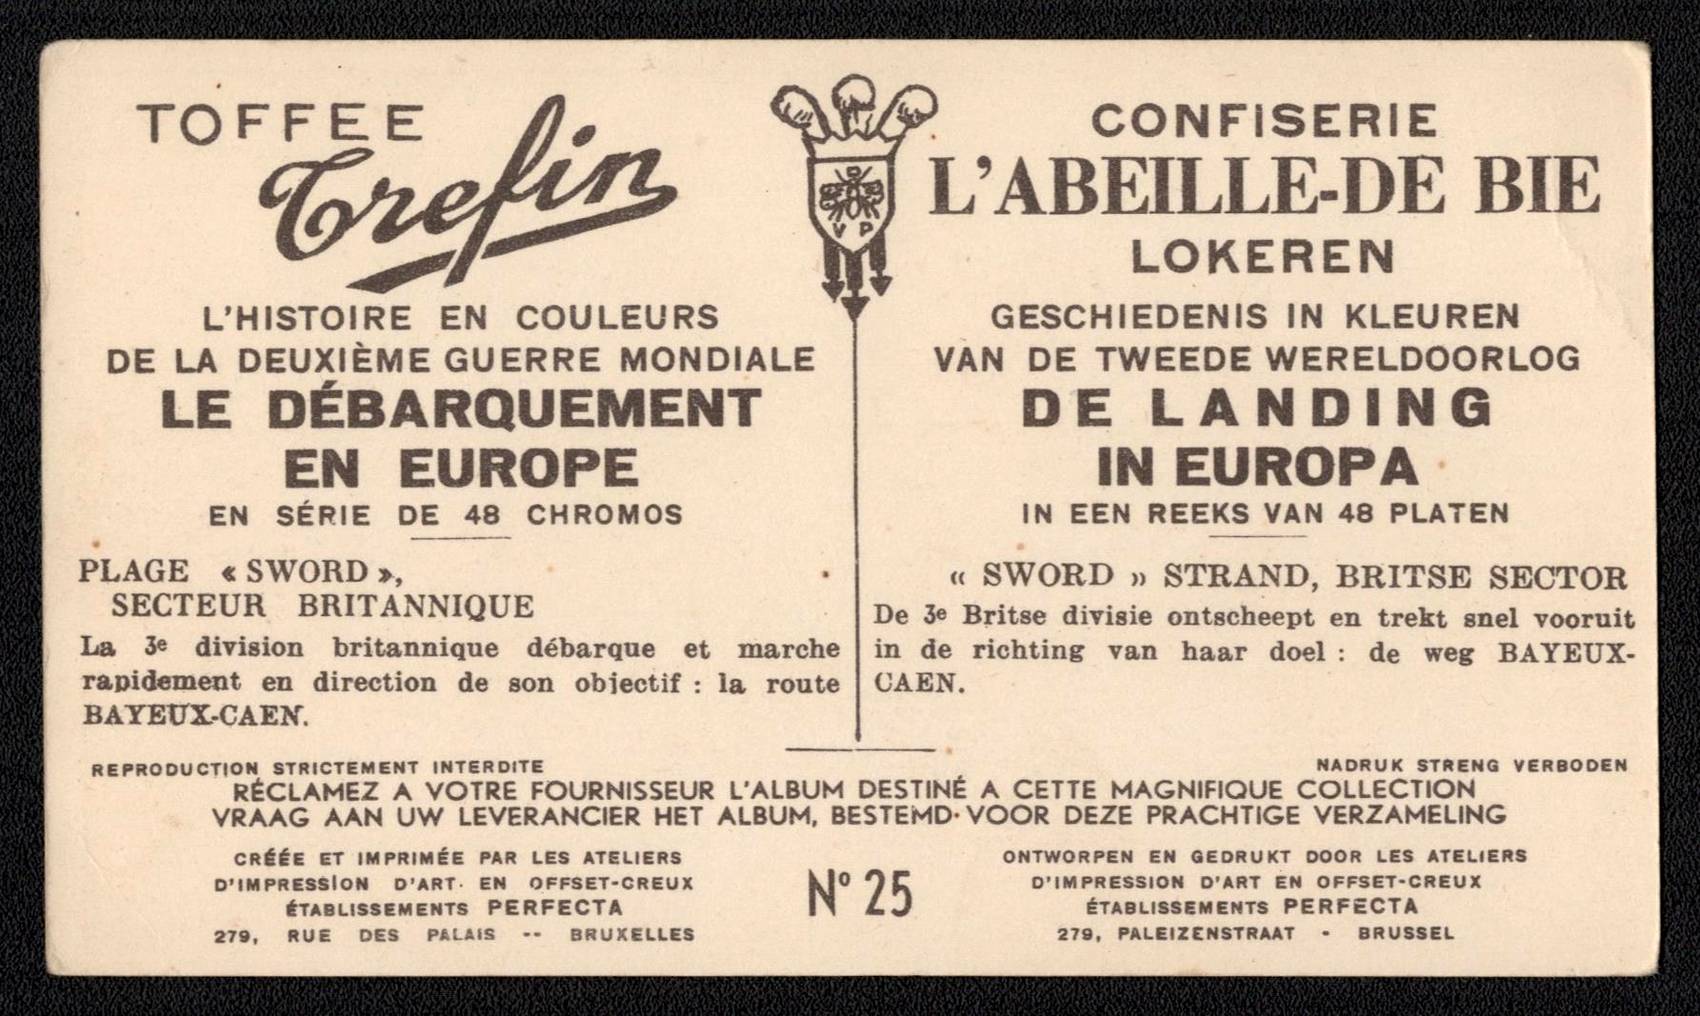 TOFFEE
Trefin
L'HISTOIRE EN COULEURS
DE LA DEUXIÈME GUERRE MONDIALE
LE DÉBARQUEMENT
EN EUROPE
EN SÉRIE DE 48 CHROMOS
PLAGE « SWORD »,
SECTEUR BRITANNIQUE
La 3e division britannique débarque et marche
rapidement en direction de son objectif : la route
BAYEUX-CAEN.
V P
CONFISERIE
L'ABEILLE-DE BIE
LOKEREN
GESCHIEDENIS IN KLEUREN
VAN DE TWEEDE WERELDOORLOG
DE LANDING
IN EUROPA
IN EEN REEKS VAN 48 PLATEN
« SWORD » STRAND, BRITSE SECTOR
De 3e Britse divisie ontscheept en trekt snel vooruit
in de richting van haar doel : de weg BAYEUX-
CAEN.
REPRODUCTION STRICTEMENT INTERDITE
NADRUK STRENG VERBODEN
RÉCLAMEZ A VOTRE FOURNISSEUR L'ALBUM DESTINÉ A CETTE MAGNIFIQUE COLLECTION
VRAAG AAN UW LEVERANCIER HET ALBUM, BESTEMD VOOR DEZE PRACHTIGE VERZAMELING
CRÉÉE ET IMPRIMÉE PAR LES ATELIERS
D'IMPRESSION D'ART EN OFFSET-CREUX
ÉTABLISSEMENTS PERFECTA
279, RUE DES PALAIS -- BRUXELLES
N° 25
ONTWORPEN EN GEDRUKT DOOR LES ATELIERS
D'IMPRESSION D'ART EN OFFSET-CREUX
ÉTABLISSEMENTS PERFECTA
279, PALEIZENSTRAAT - BRUSSEL